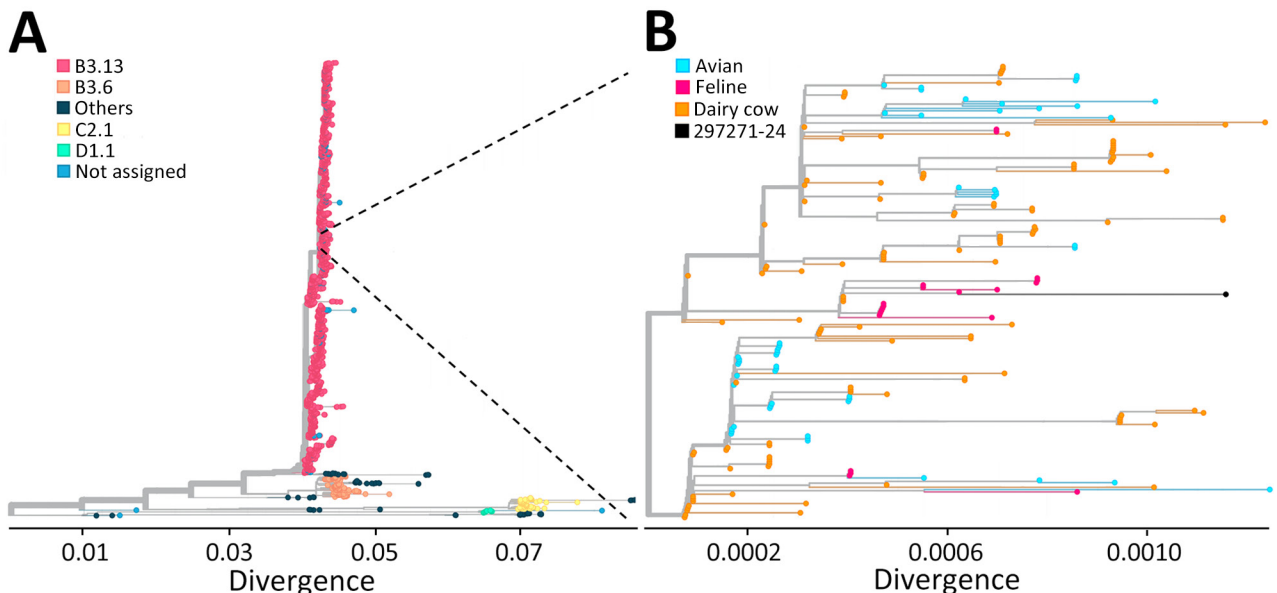 A
B3.13
B3.6
Others
C2.1
D1.1
Not assigned
0.01 0.03 0.05 0.07
Divergence
B
Avian
Feline
Dairy cow
297271-24
0.0002 0.0006 0.0010
Divergence